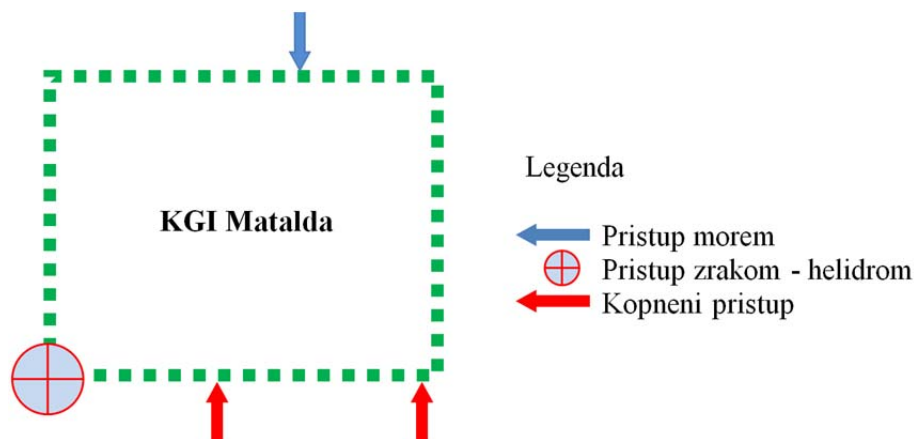 KGI Matalda
Legenda
Pristup morem
Pristup zrakom - helidrom
Kopneni pristup